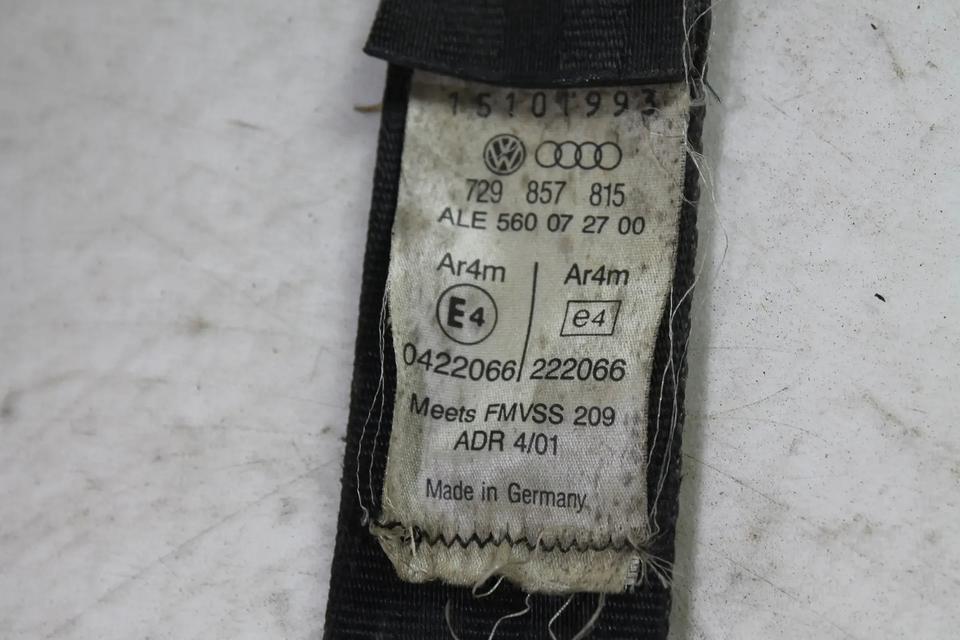 15101993
VW
729 857 815
ALE 560 07 27 00
Ar4m Ar4m
E4 e4
0422066 222066
Meets FMVSS 209
ADR 4/01
Made in Germany